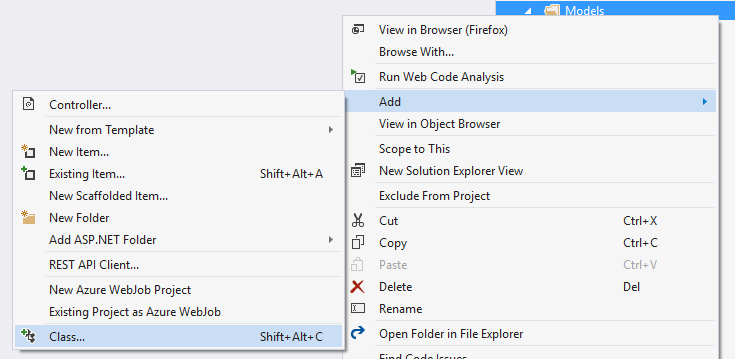 Models
View in Browser (Firefox)
Browse With...
Run Web Code Analysis
Add
View in Object Browser
Scope to This
New Solution Explorer View
Exclude From Project
Cut Ctrl+X
Copy Ctrl+C
Paste Ctrl+V
Delete Del
Rename
Open Folder in File Explorer
Find Code Issues
Controller...
New from Template
New Item...
Existing Item... Shift+Alt+A
New Scaffolded Item...
New Folder
Add ASP.NET Folder
REST API Client...
New Azure WebJob Project
Existing Project as Azure WebJob
Class... Shift+Alt+C